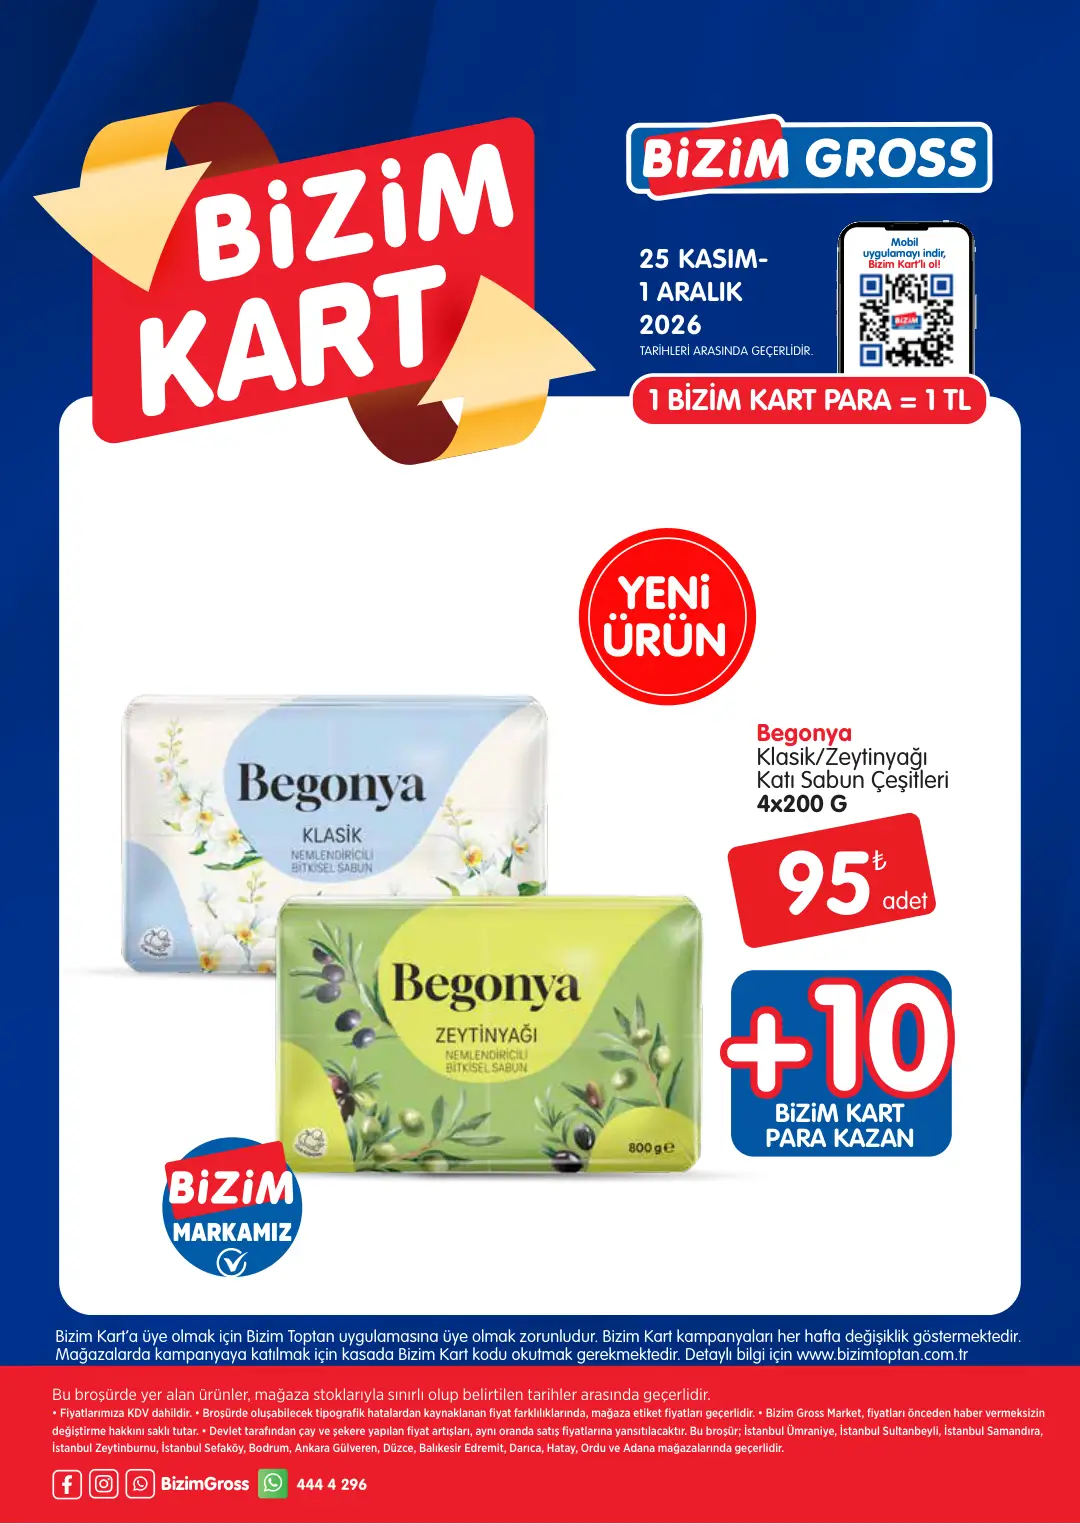 BiZiM
KART
BiZiM GROSS
25 KASIM-
1 ARALIK
2026
TARİHLERİ ARASINDA GEÇERLİDİR.
Mobil
uygulamayı indir,
Bizim Kart'lı ol!
BiZiM
1 BİZİM KART PARA = 1 TL
YENi
ÜRÜN
Begonya
KLASİK
NEMLENDİRİCİLİ
BİTKİSEL SABUN
Begonya
Klasik/Zeytinyağı
Katı Sabun Çeşitleri
4x200 G
95₺
adet
Begonya
ZEYTİNYAĞI
NEMLENDİRİCİLİ
BİTKİSEL SABUN
800 g ℮
+10
BiZiM KART
PARA KAZAN
BiZiM
MARKAMIZ
Bizim Kart'a üye olmak için Bizim Toptan uygulamasına üye olmak zorunludur. Bizim Kart kampanyaları her hafta değişiklik göstermektedir.
Mağazalarda kampanyaya katılmak için kasada Bizim Kart kodu okutmak gerekmektedir. Detaylı bilgi için www.bizimtoptan.com.tr
Bu broşürde yer alan ürünler, mağaza stoklarıyla sınırlı olup belirtilen tarihler arasında geçerlidir.
• Fiyatlarımıza KDV dahildir. • Broşürde oluşabilecek tipografik hatalardan kaynaklanan fiyat farklılıklarında, mağaza etiket fiyatları geçerlidir. • Bizim Gross Market, fiyatları önceden haber vermeksizin
değiştirme hakkını saklı tutar. • Devlet tarafından çay ve şekere yapılan fiyat artışları, aynı oranda satış fiyatlarına yansıtılacaktır. Bu broşür; İstanbul Ümraniye, İstanbul Sultanbeyli, İstanbul Samandıra,
İstanbul Zeytinburnu, İstanbul Sefaköy, Bodrum, Ankara Gülveren, Düzce, Balıkesir Edremit, Darıca, Hatay, Ordu ve Adana mağazalarında geçerlidir.
BizimGross 444 4 296